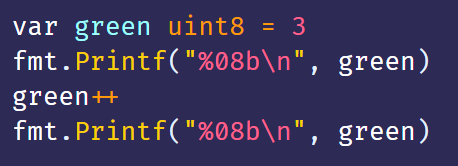 var green uint8 = 3
fmt.Printf("%08b\n", green)
green++
fmt.Printf("%08b\n", green)